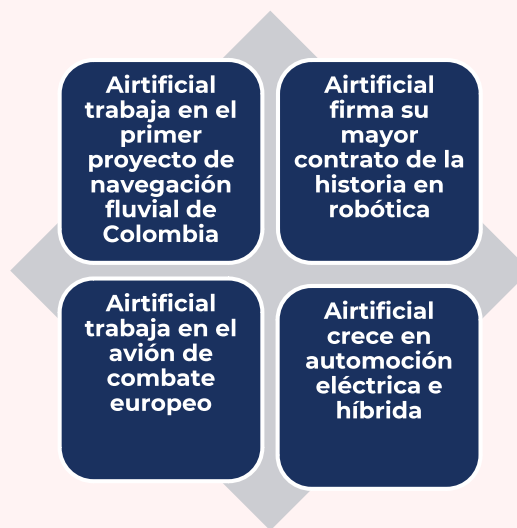 Airtificial
trabaja en el
primer
proyecto de
navegación
fluvial de
Colombia
Airtificial
firma su
mayor
contrato de la
historia en
robótica
Airtificial
trabaja en el
avión de
combate
europeo
Airtificial
crece en
automoción
eléctrica e
híbrida